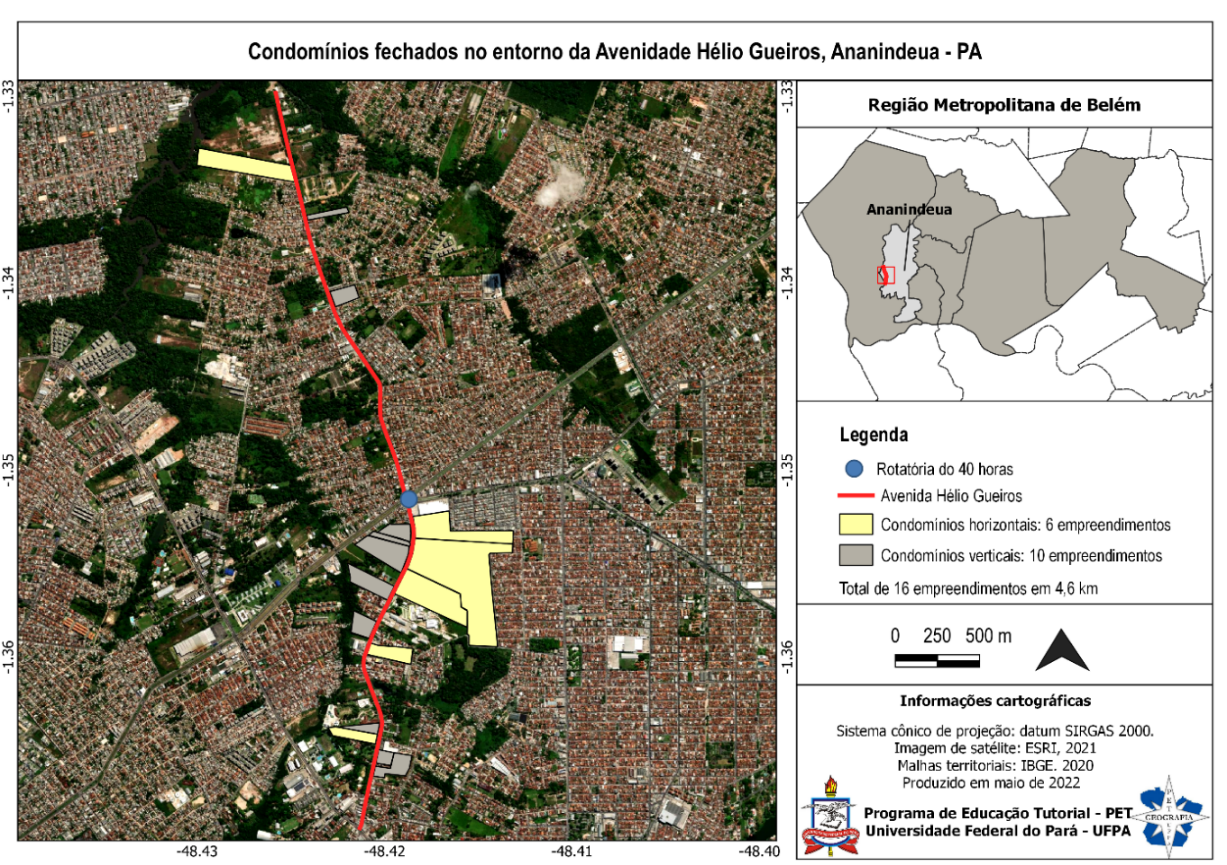 Condomínios fechados no entorno da Avenidade Hélio Gueiros, Ananindeua - PA
-1.33
-1.34
-1.35
-1.36
-48.43
-48.42
-48.41
-48.40
-1.33
-1.34
-1.35
-1.36
Região Metropolitana de Belém
Ananindeua
Legenda
Rotatória do 40 horas
Avenida Hélio Gueiros
Condomínios horizontais: 6 empreendimentos
Condomínios verticais: 10 empreendimentos
Total de 16 empreendimentos em 4,6 km
0 250 500 m
Informações cartográficas
Sistema cônico de projeção: datum SIRGAS 2000.
Imagem de satélite: ESRI, 2021
Malhas territoriais: IBGE. 2020
Produzido em maio de 2022
Programa de Educação Tutorial - PET
Universidade Federal do Pará - UFPA
PET
GEOGRAFIA